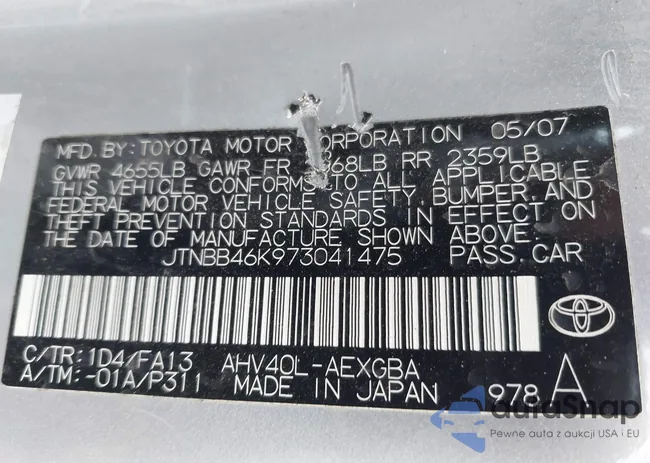 MFD. BY: TOYOTA MOTOR CORPORATION 05/07
GVWR 4655LB GAWR FR 68LB RR 2359LB
THIS VEHICLE CONFORMS TO ALL APPLICABLE
FEDERAL MOTOR VEHICLE SAFETY, BUMPER, AND
THEFT PREVENTION STANDARDS IN EFFECT ON
THE DATE OF MANUFACTURE SHOWN ABOVE.
JTNBB46K973041475 PASS. CAR
C/TR: 1D4/FA13 AHV40L-AEXGBA
A/TM: -01A/P311 MADE IN JAPAN 978 A
autaSnap
Pewne auta z aukcji USA i EU